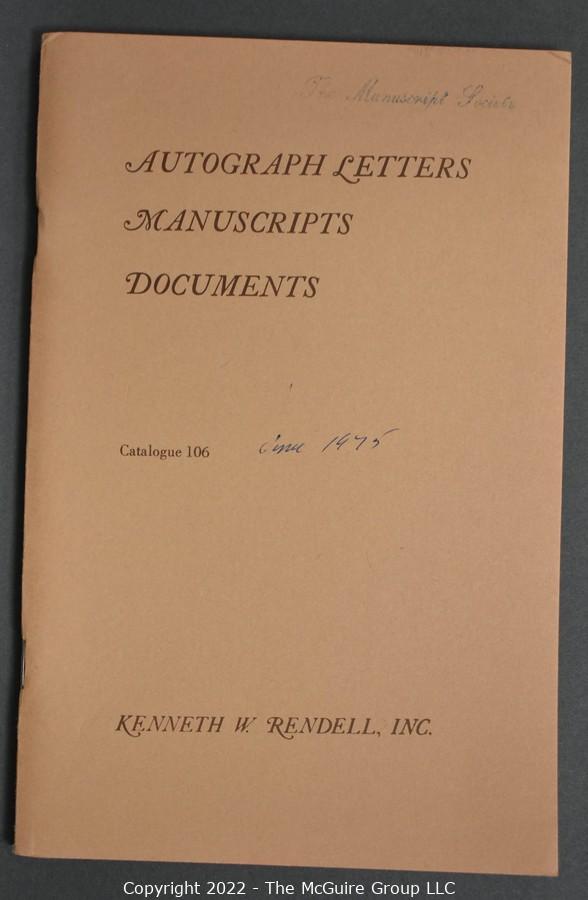 The Manuscript Society
AUTOGRAPH LETTERS
MANUSCRIPTS
DOCUMENTS
Catalogue 106 1975
KENNETH W. RENDELL, INC.
Copyright 2022 - The McGuire Group LLC